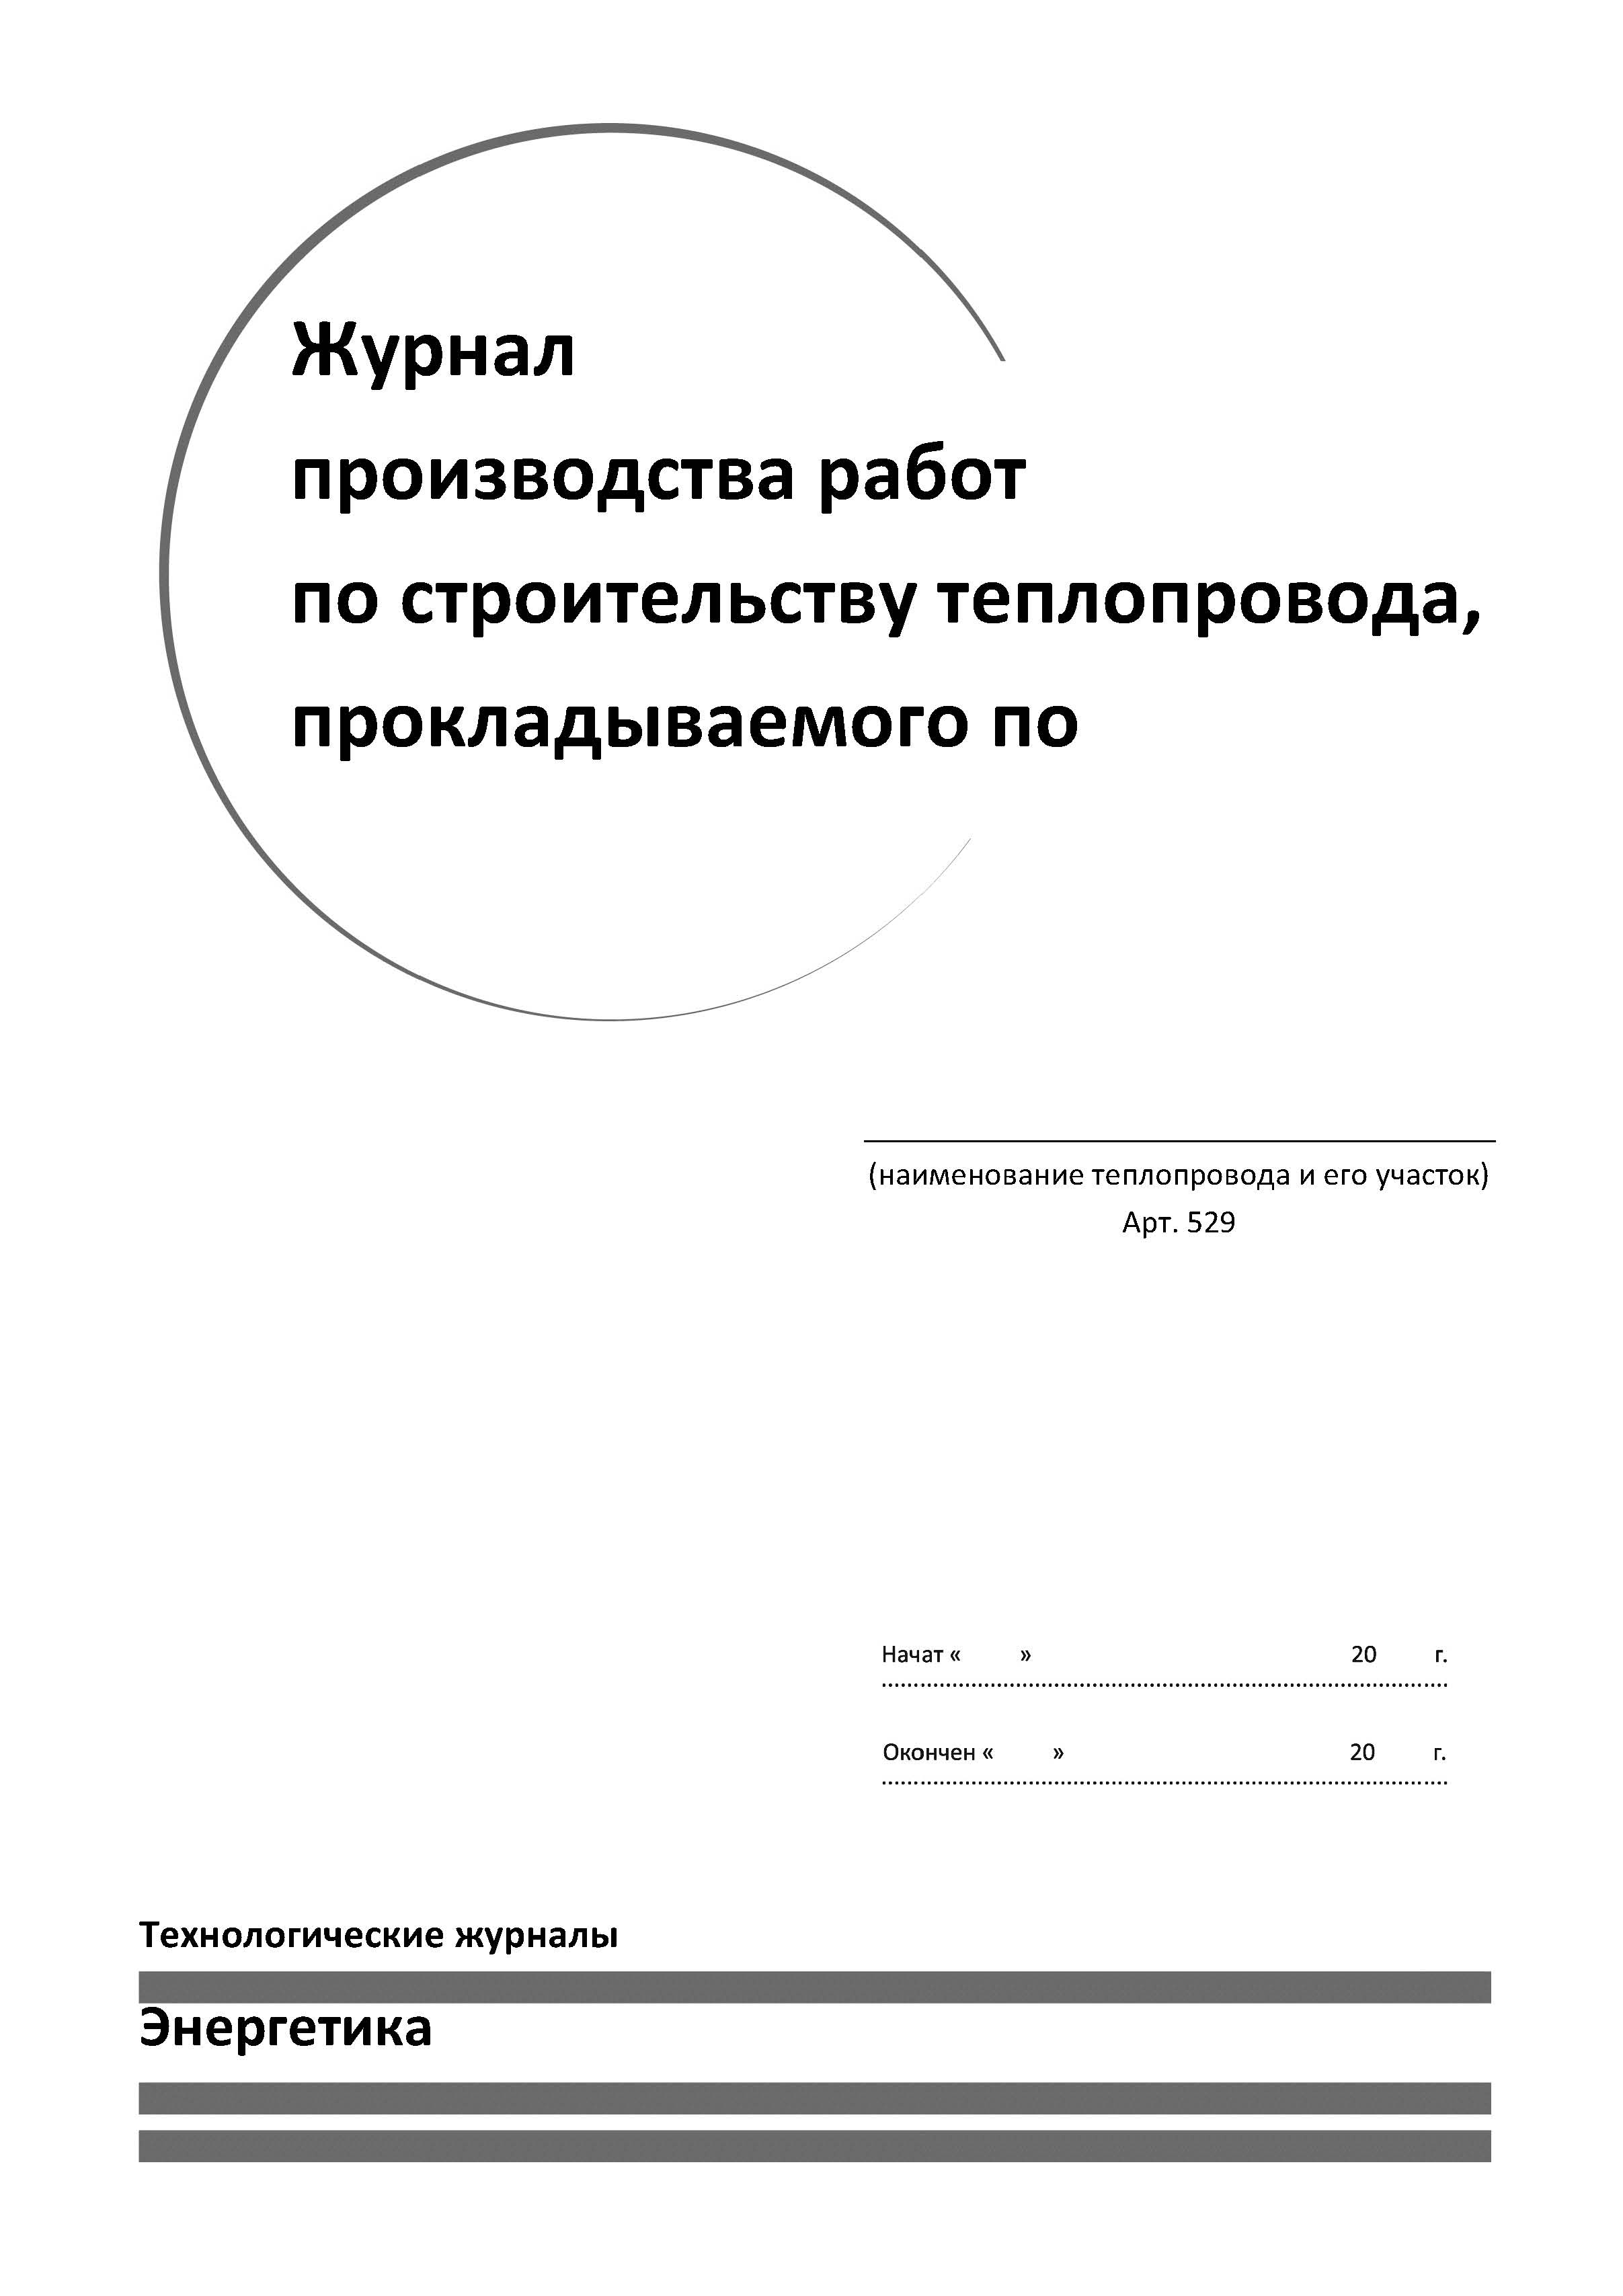 Журнал
производства работ
по строительству теплопровода,
прокладываемого по
(наименование теплопровода и его участок)
Арт. 529
Начат « » 20 г.
Окончен « » 20 г.
Технологические журналы
Энергетика